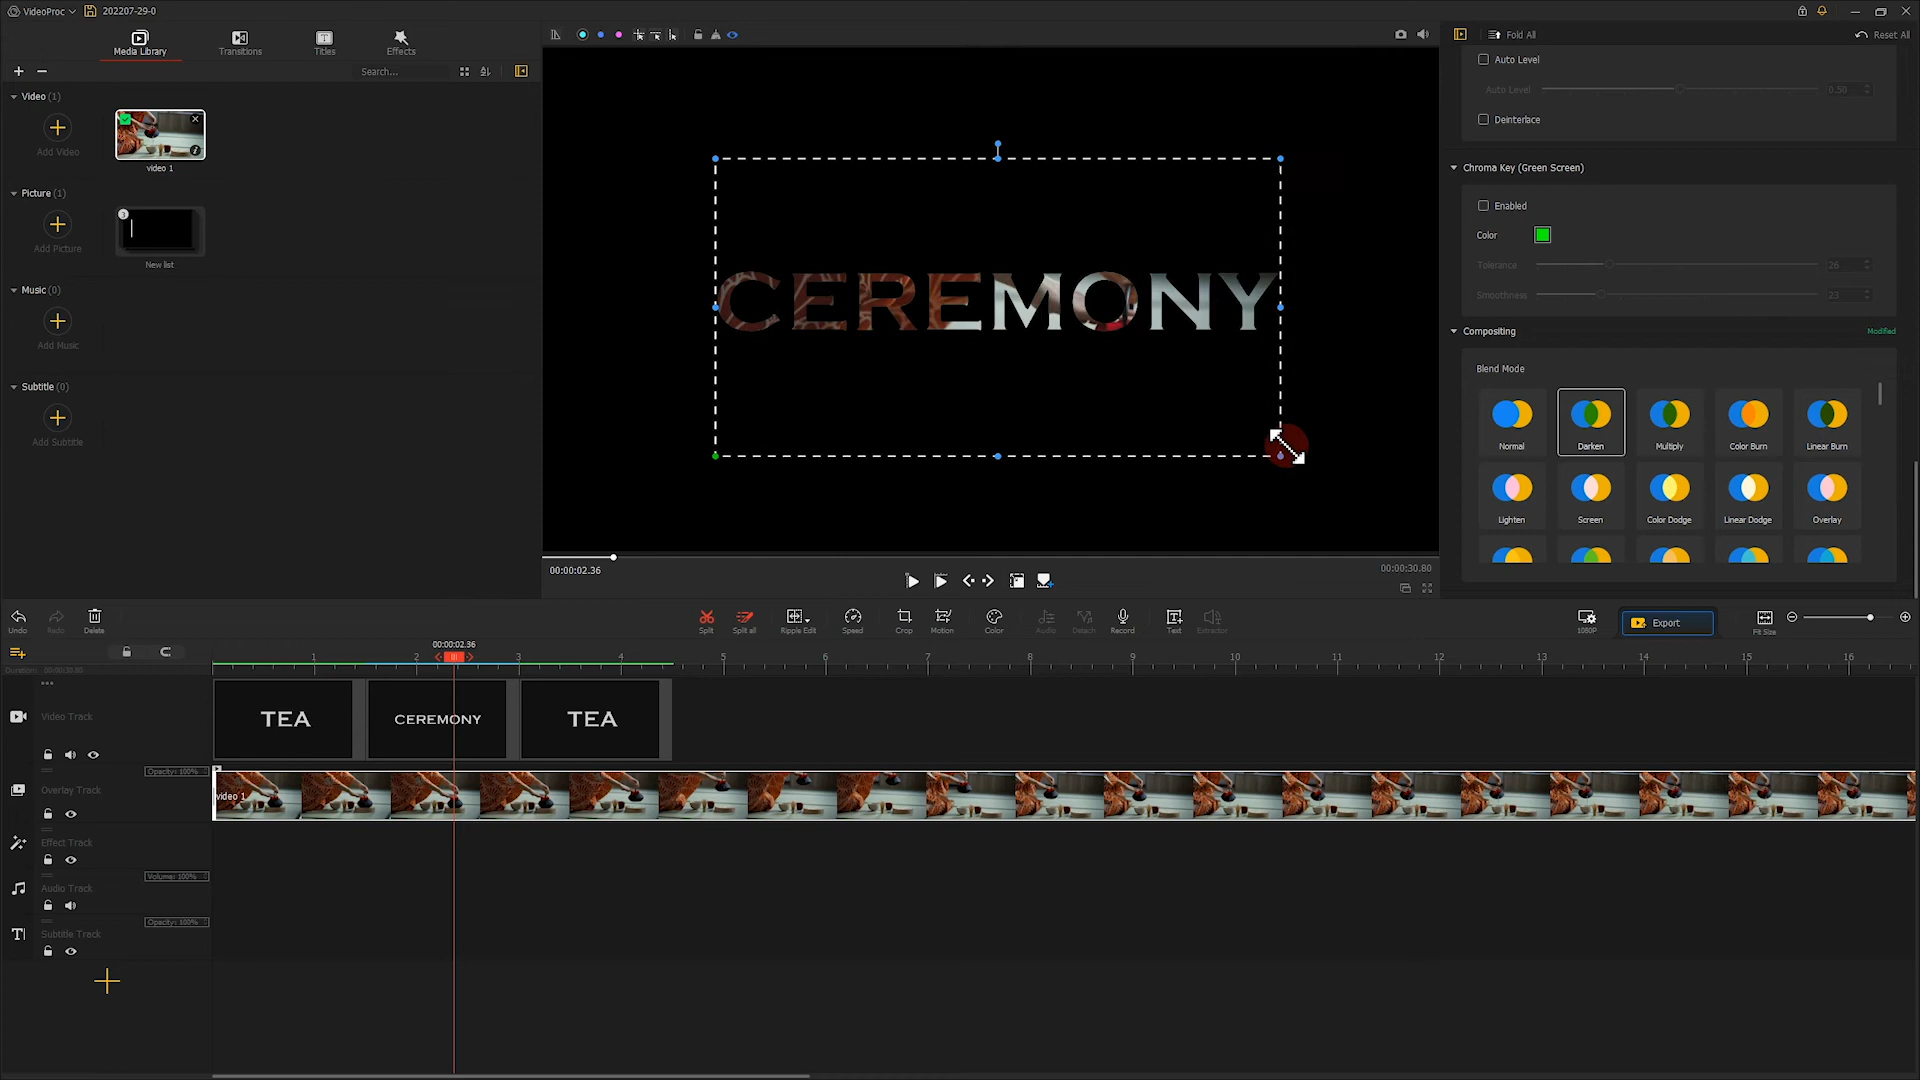 VideoProc
202207-29-0
Media Library
Transitions
Titles
Effects
Search...
Fold All
Reset All
Video (1)
Add Video
video 1
Picture (1)
Add Picture
3
New list
Music (0)
Add Music
Subtitle (0)
Add Subtitle
CEREMONY
00:00:02.36
00:00:30.80
Auto Level
Auto Level
0.50
Deinterlace
Chroma Key (Green Screen)
Enabled
Color
Tolerance
26
Smoothness
23
Compositing
Modified
Blend Mode
Normal
Darken
Multiply
Color Burn
Linear Burn
Lighten
Screen
Color Dodge
Linear Dodge
Overlay
Undo
Redo
Delete
Split
Split all
Ripple Edit
Speed
Crop
Motion
Color
Audio
Detach
Record
Text
Extractor
1080P
Export
Fit Size
00:00:02.36
Duration: 00:00:30.80
1 2 3 4 5 6 7 8 9 10 11 12 13 14 15 16
Video Track
TEA
CEREMONY
TEA
Opacity: 100%
Overlay Track
video 1
Effect Track
Volume: 100%
Audio Track
Opacity: 100%
Subtitle Track